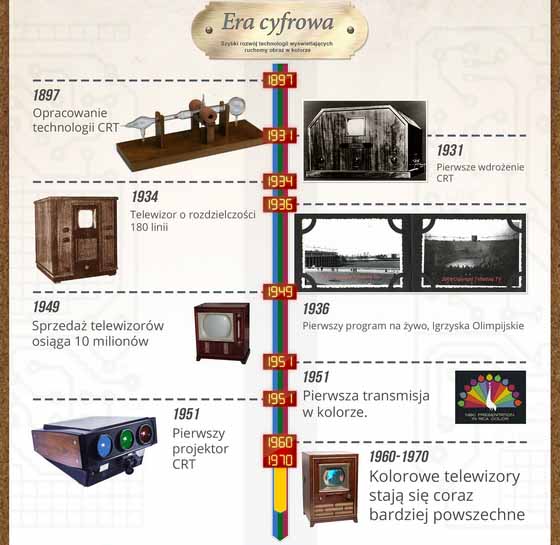 Era cyfrowa
Szybki rozwój technologii wyświetlających
ruchomy obraz w kolorze
1897
1897
Opracowanie
technologii CRT
1931
1931
Pierwsze wdrożenie
CRT
1934
1934
Telewizor o rozdzielczości
180 linii
1936
1949
1949
Sprzedaż telewizorów
osiąga 10 milionów
1936
Pierwszy program na żywo, Igrzyska Olimpijskie
1951
1951
Pierwsza transmisja
w kolorze.
PRESENTATION
IN RCA COLOR
1951
1951
Pierwszy
projektor
CRT
1960
1970
1960-1970
Kolorowe telewizory
stają się coraz
bardziej powszechne